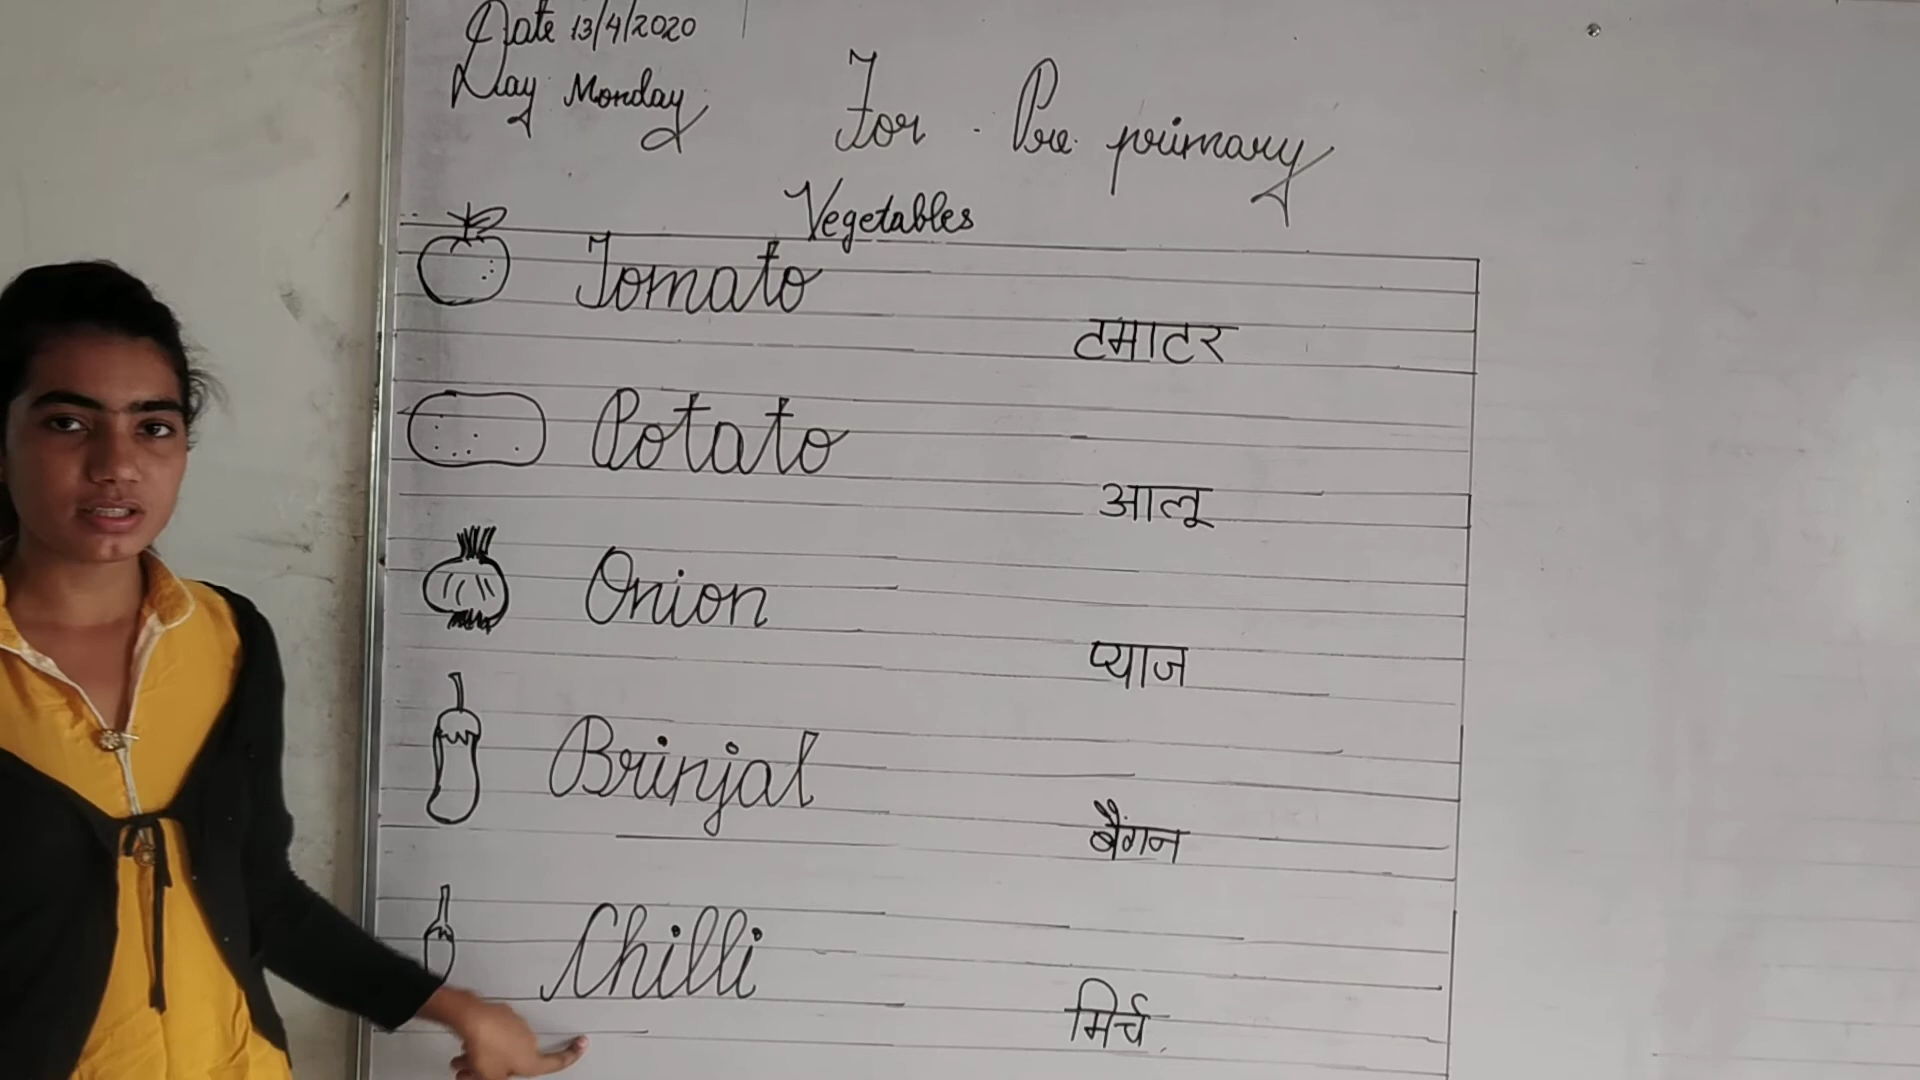 Date 13/4/2020
Day Monday
For - Pre primary
Vegetables
Tomato टमाटर
Potato आलू
Onion प्याज
Brinjal बैंगन
Chilli मिर्च